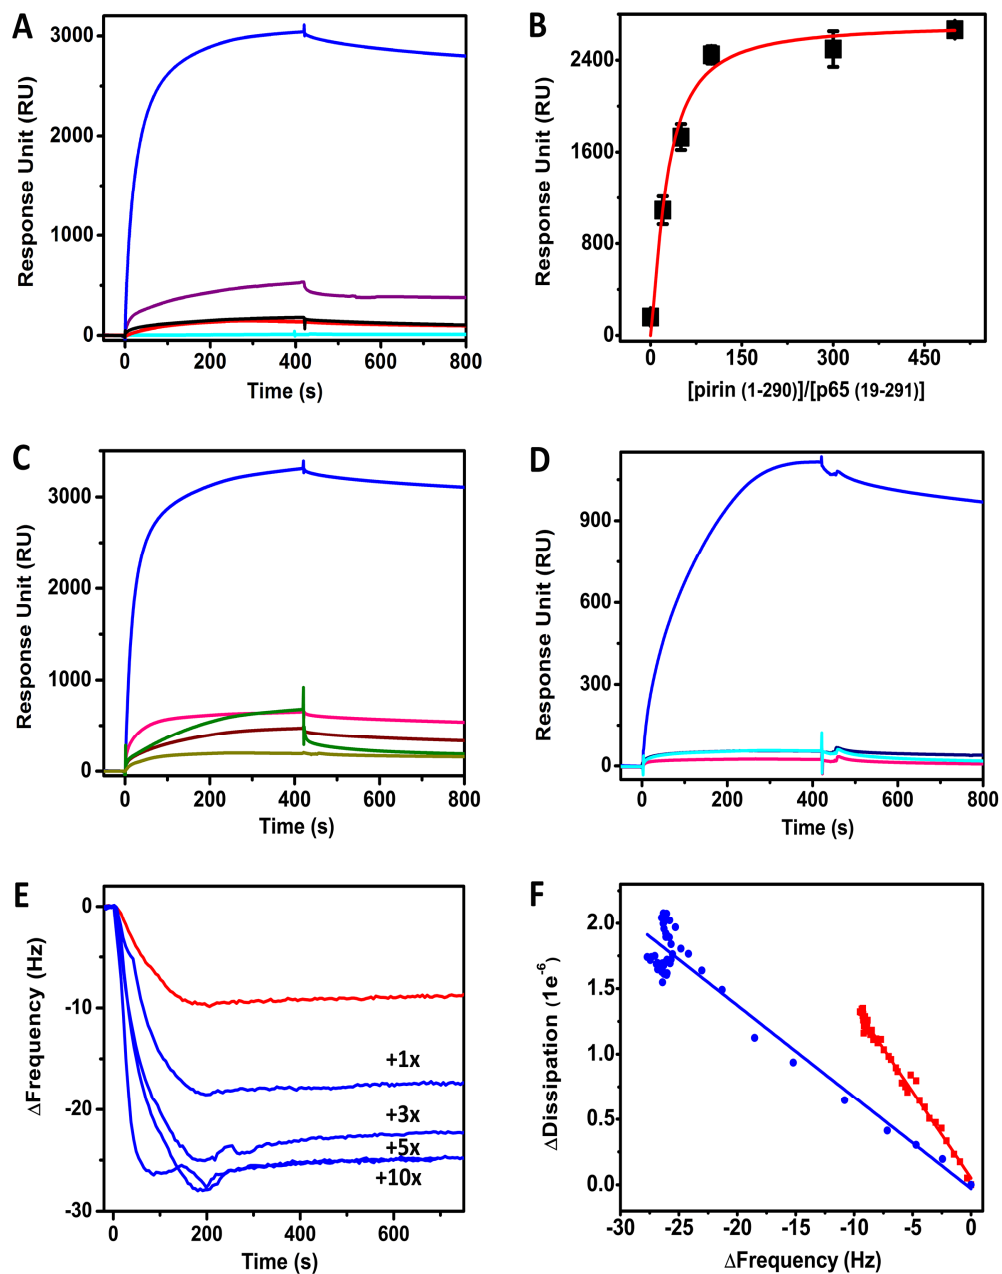 A
Response Unit (RU)
3000
2000
1000
0
0 200 400 600 800
Time (s)
B
Response Unit (RU)
2400
1600
800
0
0 150 300 450
[pirin (1-290)]/[p65 (19-291)]
C
Response Unit (RU)
3000
2000
1000
0
0 200 400 600 800
Time (s)
D
Response Unit (RU)
900
600
300
0
0 200 400 600 800
Time (s)
E
ΔFrequency (Hz)
0
-10
-20
-30
+1x
+3x
+5x
+10x
0 200 400 600
Time (s)
F
ΔDissipation (1e⁻⁶)
2.0
1.5
1.0
0.5
0.0
-30 -25 -20 -15 -10 -5 0
ΔFrequency (Hz)